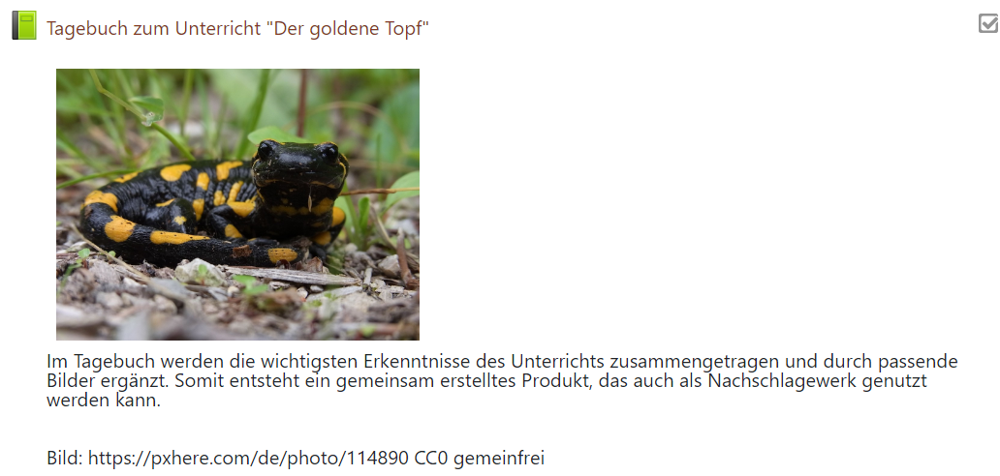 Tagebuch zum Unterricht "Der goldene Topf"
Im Tagebuch werden die wichtigsten Erkenntnisse des Unterrichts zusammengetragen und durch passende
Bilder ergänzt. Somit entsteht ein gemeinsam erstelltes Produkt, das auch als Nachschlagewerk genutzt
werden kann.
Bild: https://pxhere.com/de/photo/114890 CC0 gemeinfrei